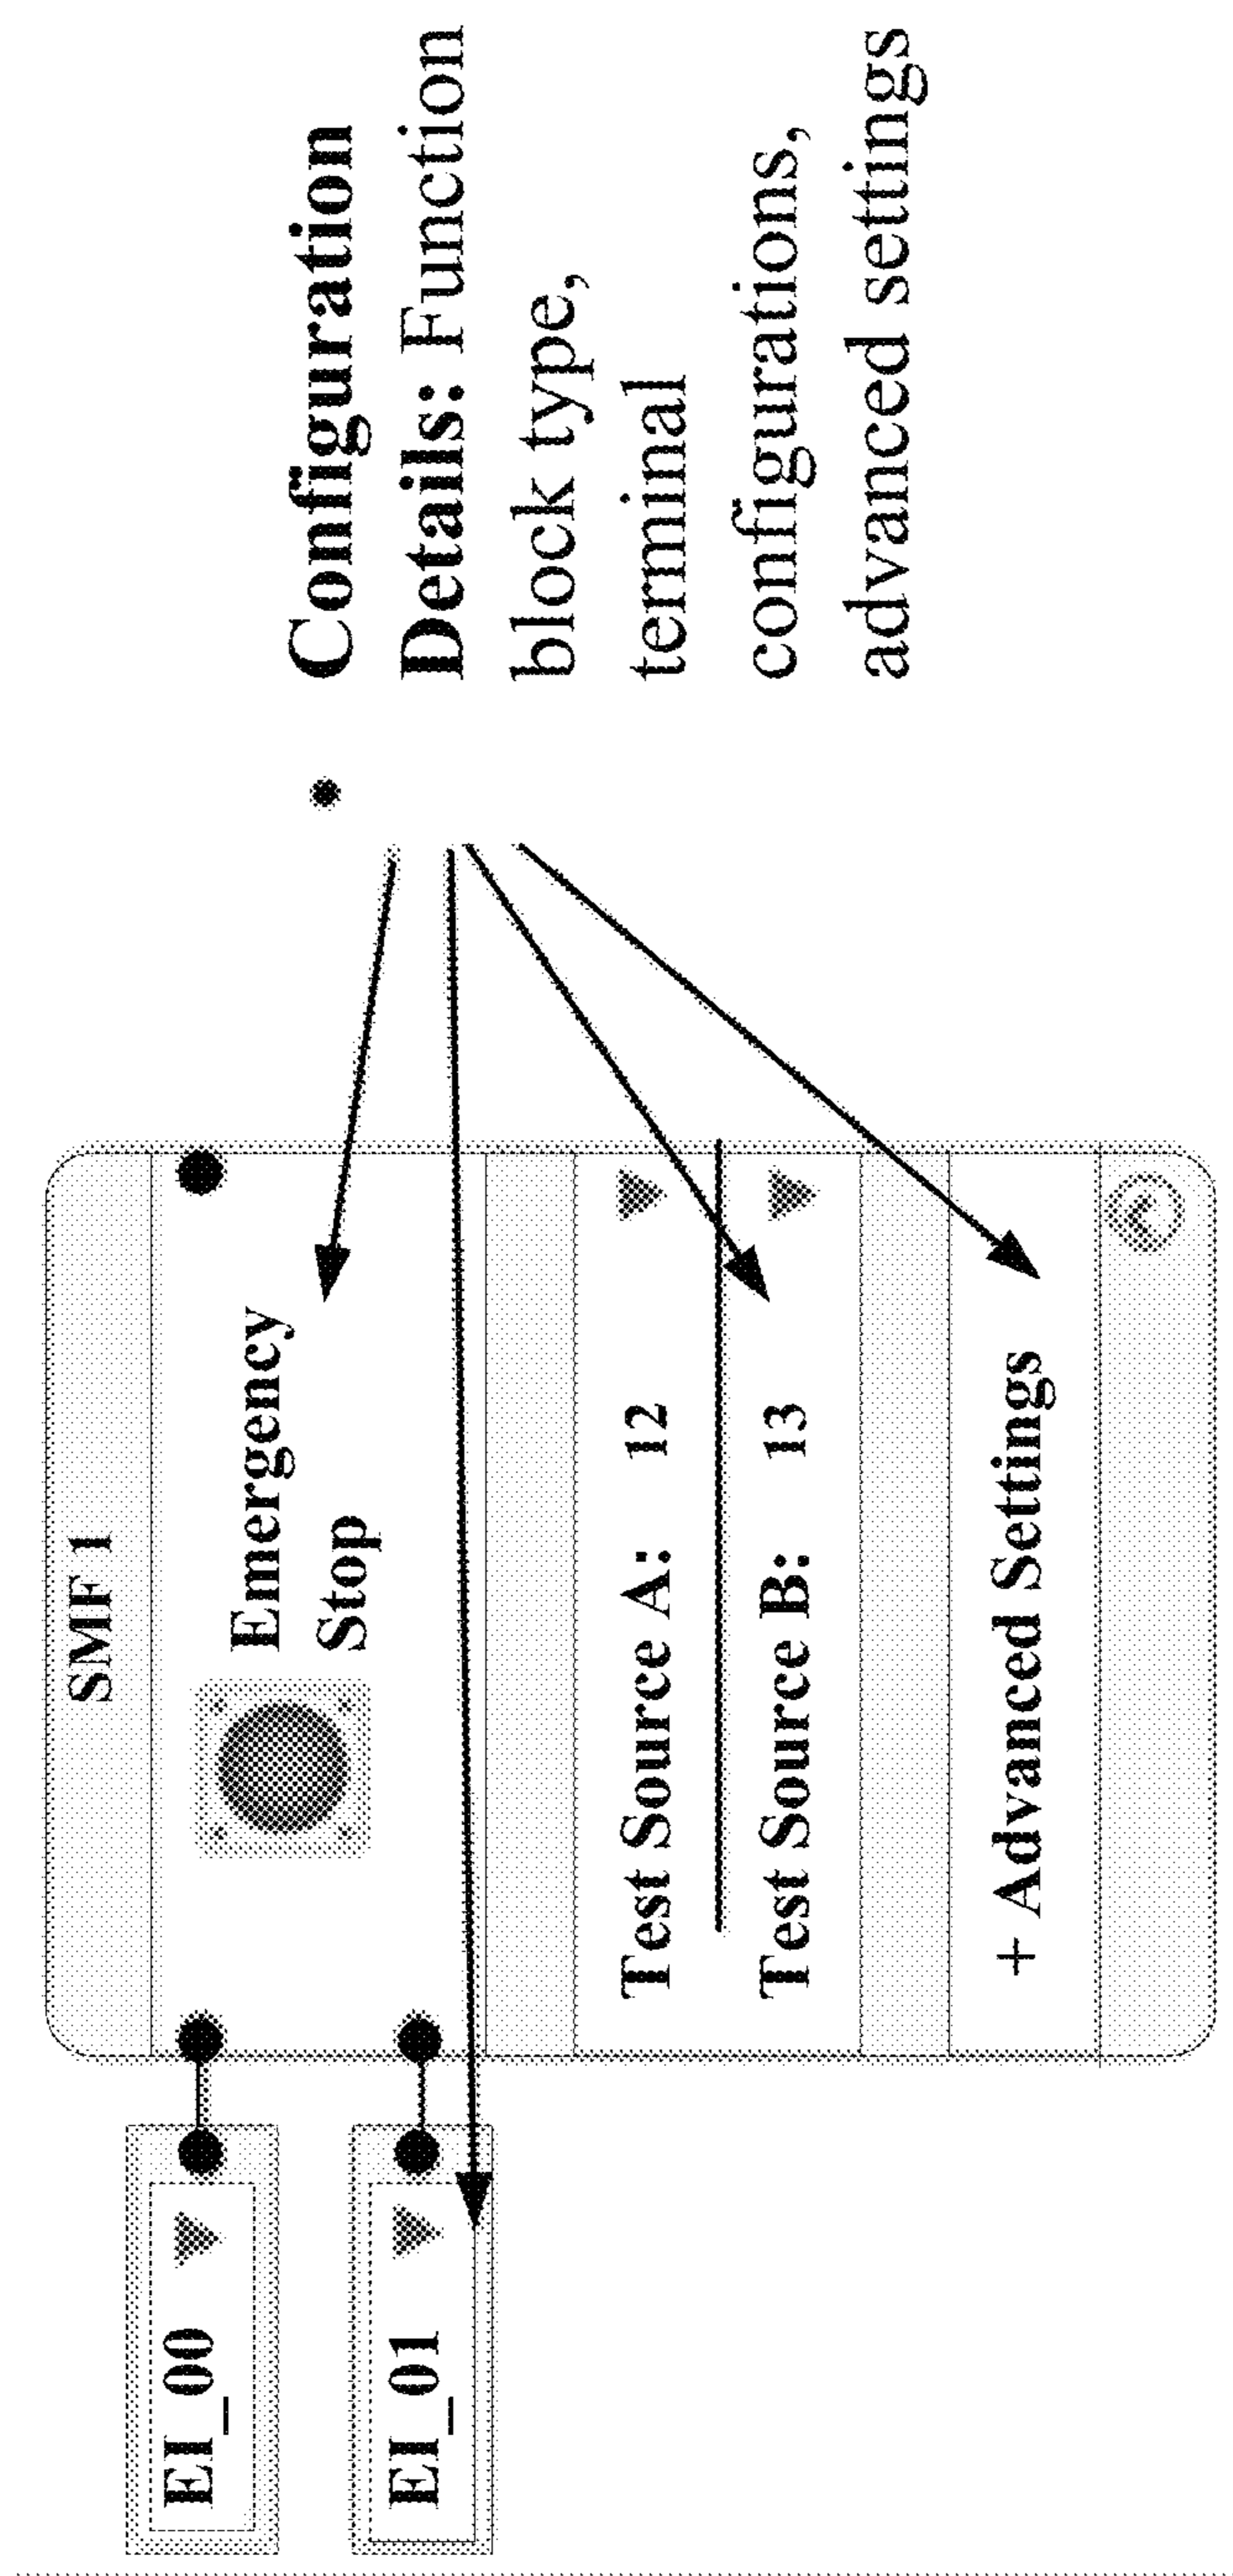 SMF 1
EI_00
EI_01
Emergency
Stop
Test Source A: 12
Test Source B: 13
+ Advanced Settings
• Configuration
Details: Function
block type,
terminal
configurations,
advanced settings